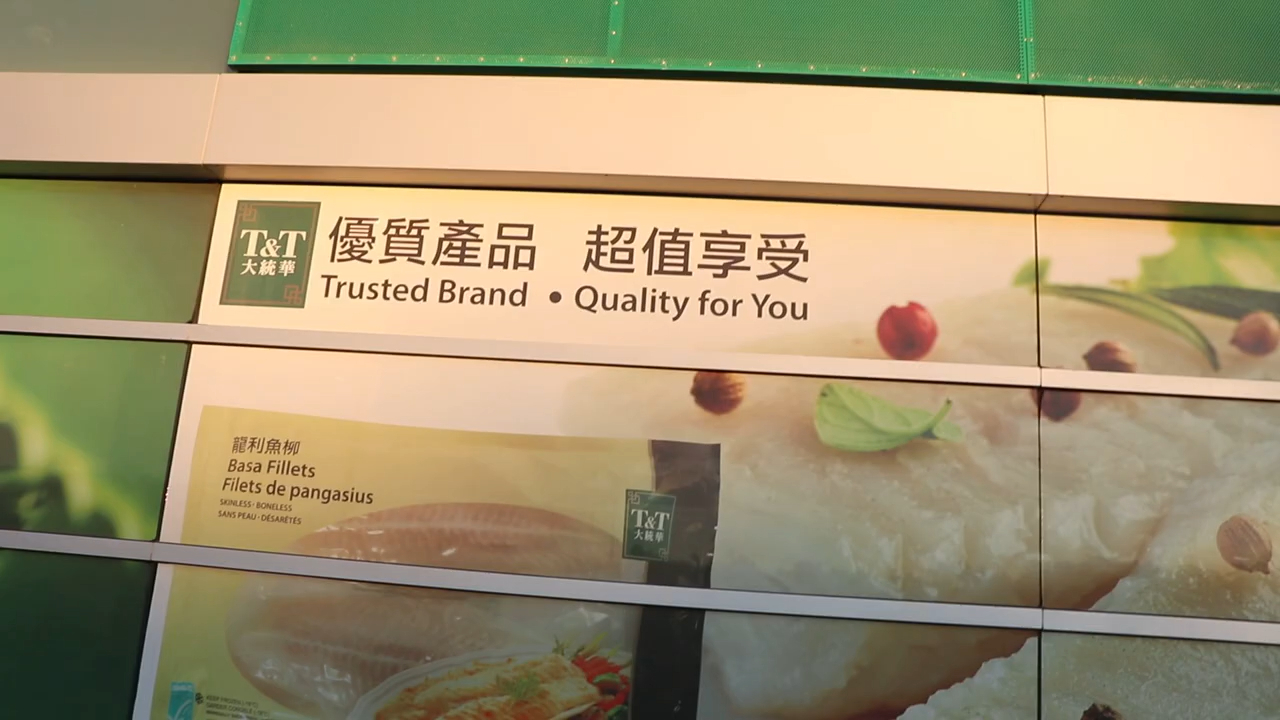 T&T
大統華
優質產品 超值享受
Trusted Brand • Quality for You
龍利魚柳
Basa Fillets
Filets de pangasius
SKINLESS · BONELESS
SANS PEAU · DÉSARÊTÉS
T&T
大統華